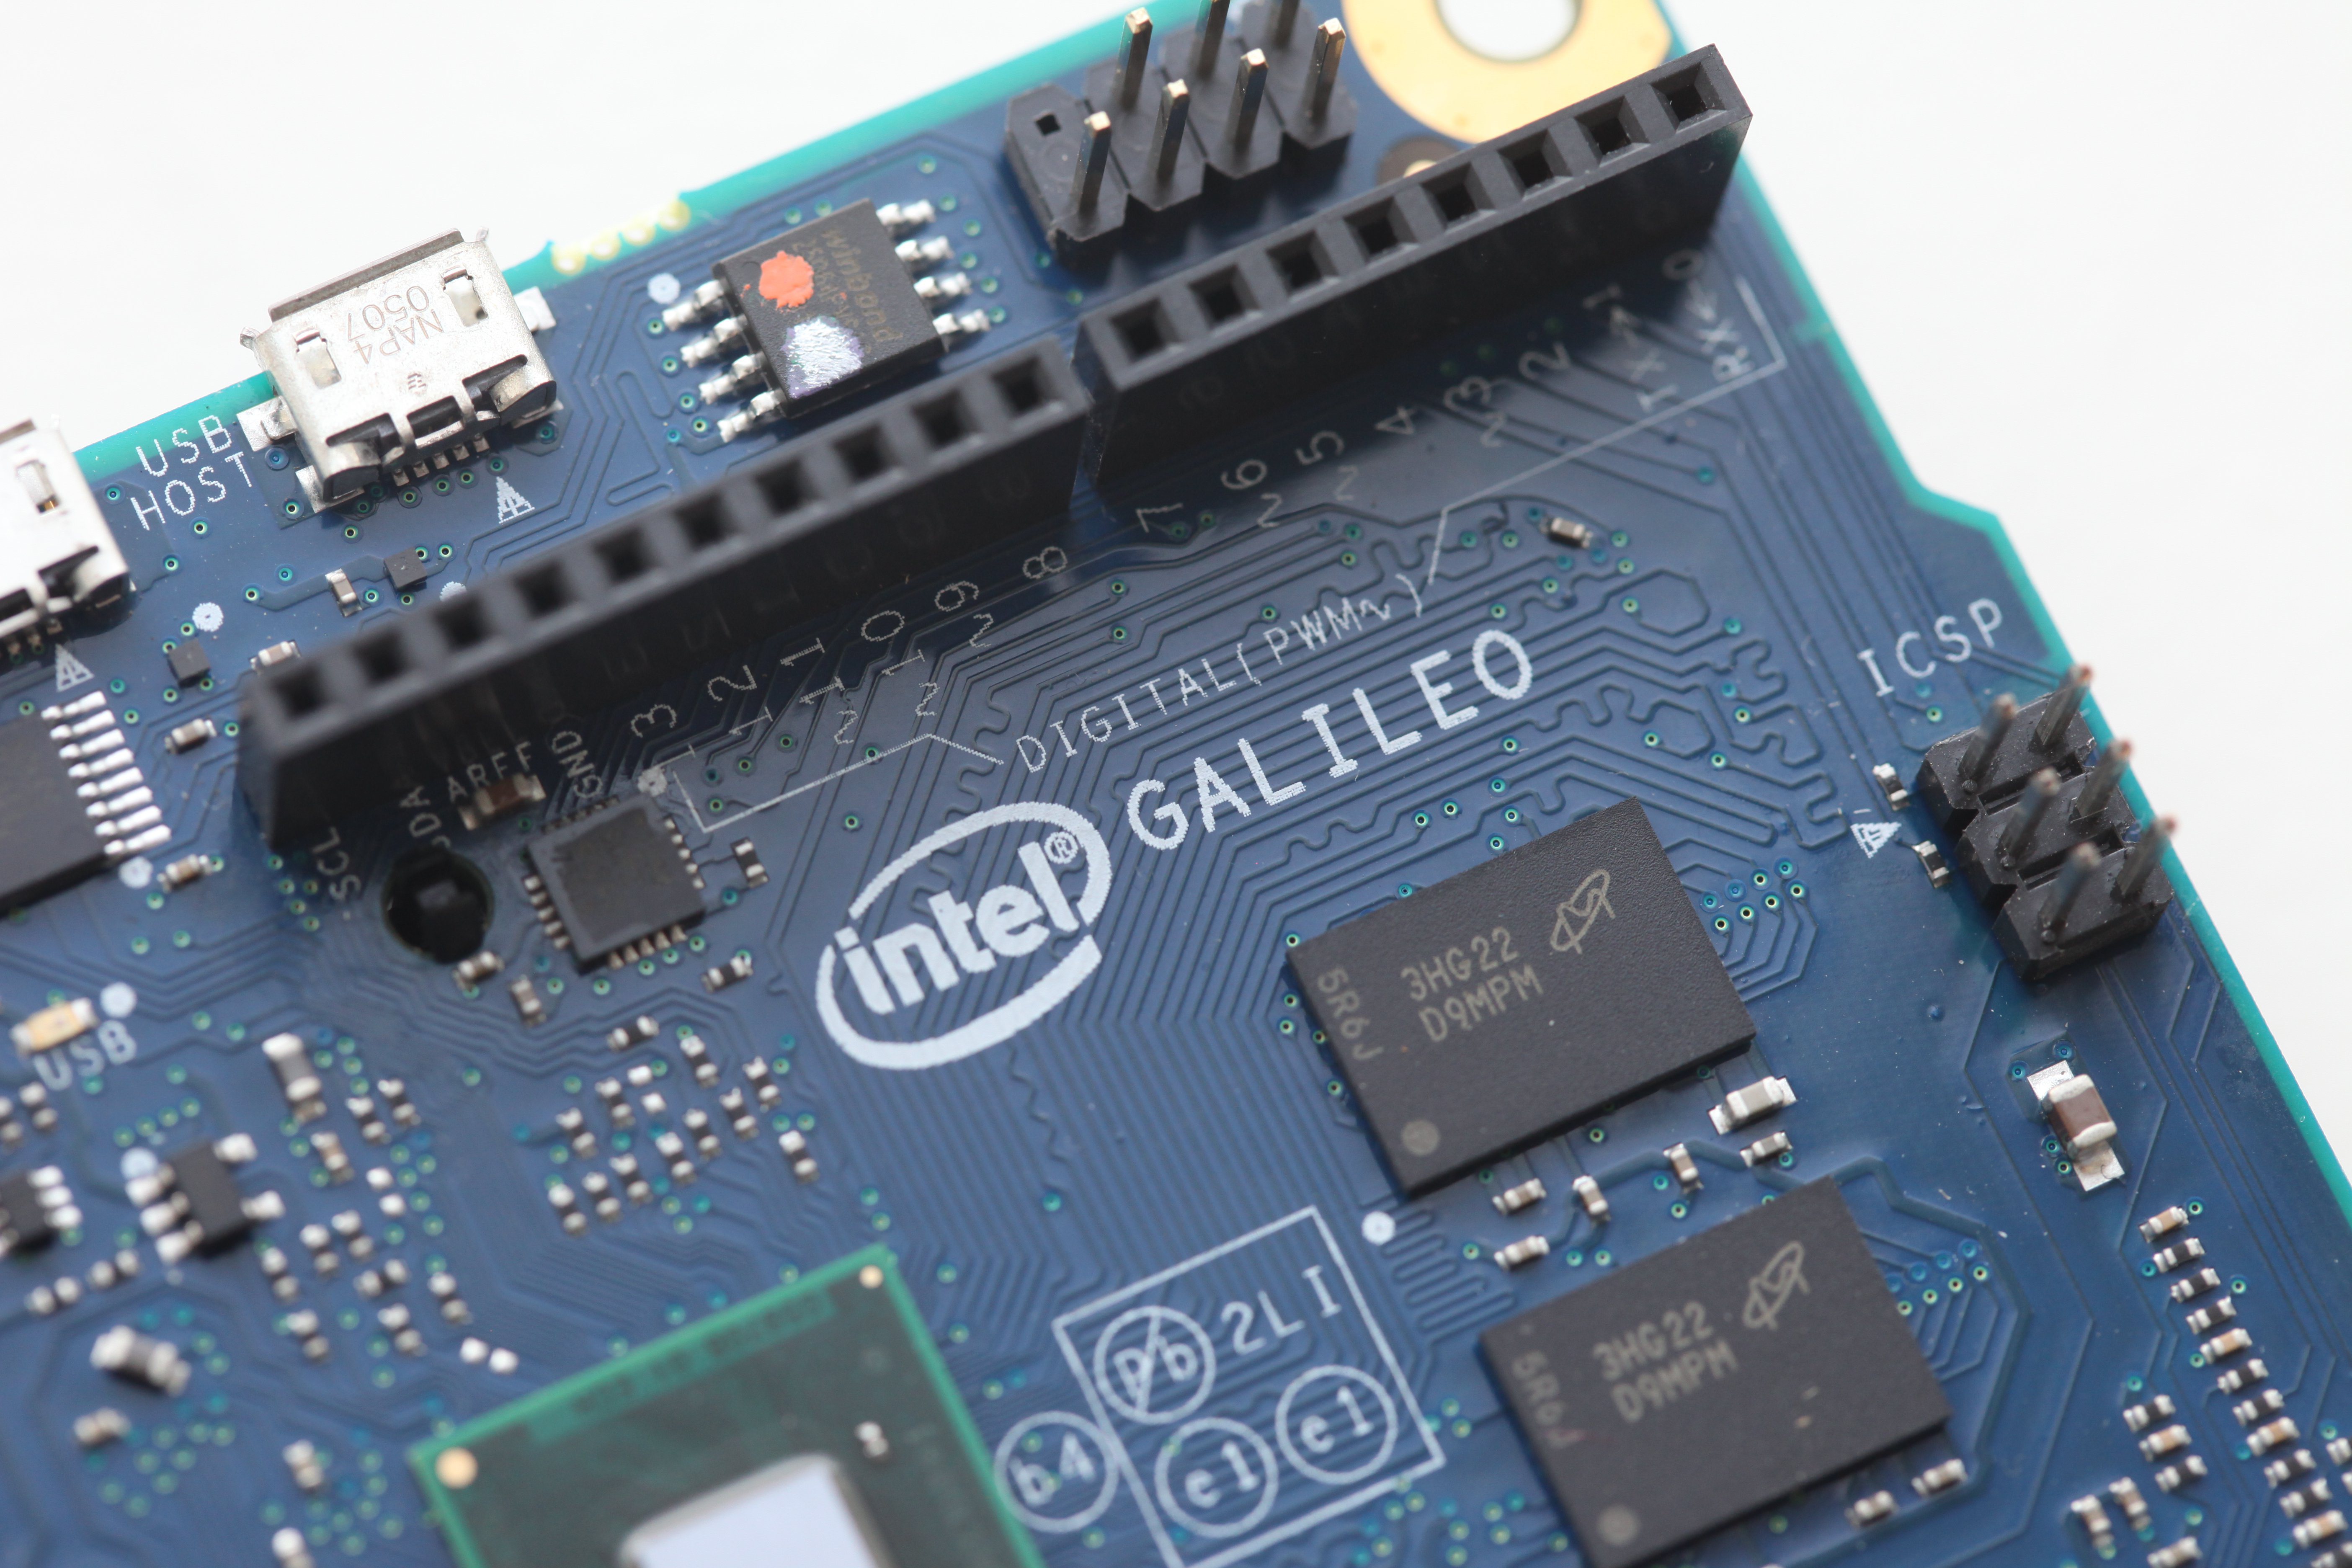 winbond
NAP4
0507
USB
HOST
RX← 0
TX→ 1
2
~3
4
~5
~6
7
8
~9
~10
~11
12
13
GND
AREF
SDA
SCL
DIGITAL(PWM~)
ICSP
GALILEO
intel®
USB
5R6J
3HG22
D9MPM
5R6J
3HG22
D9MPM
Pb 2LI
b4 e1 e1